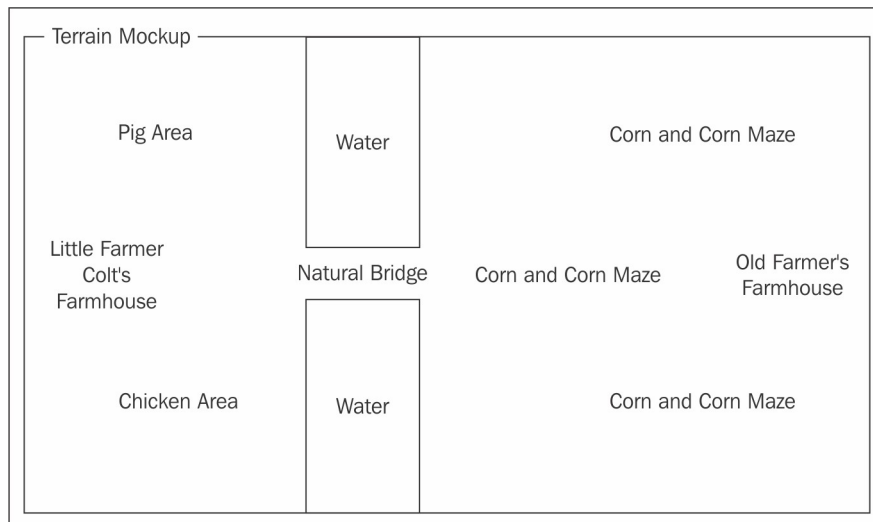 Terrain Mockup
Pig Area
Water
Corn and Corn Maze
Little Farmer
Colt's
Farmhouse
Natural Bridge
Corn and Corn Maze
Old Farmer's
Farmhouse
Chicken Area
Water
Corn and Corn Maze